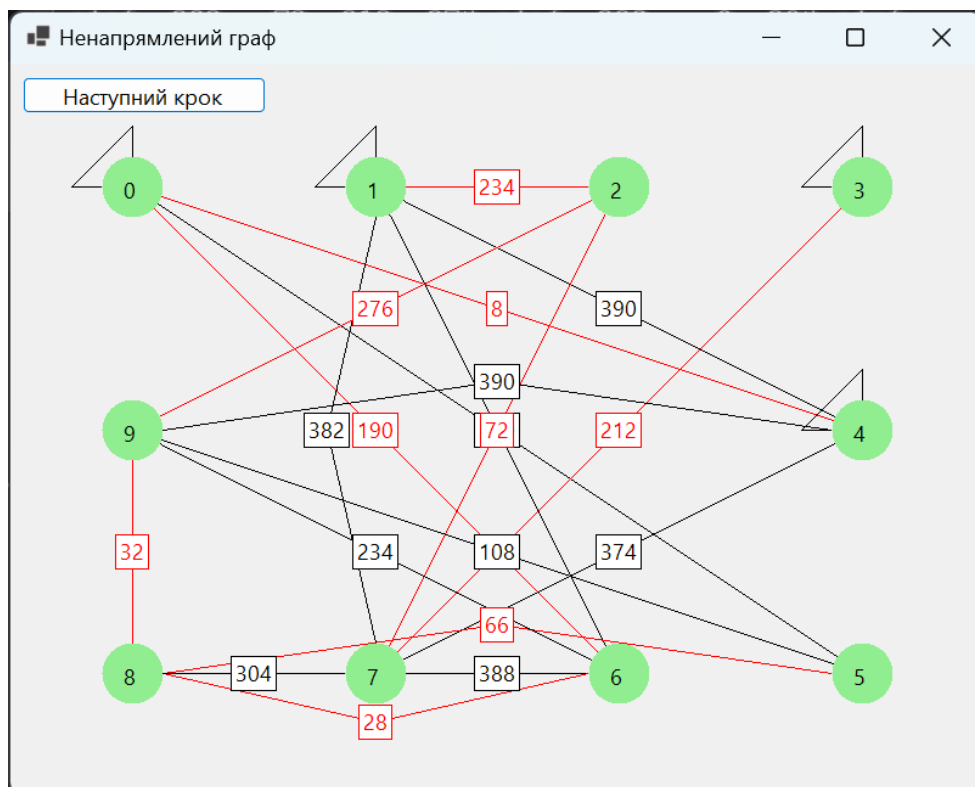 Ненапрямлений граф
Наступний крок
0 1 234 2 3
276 8 390
390
9 382 190 72 212 4
32 234 108 374
66
8 304 7 388 6 5
28